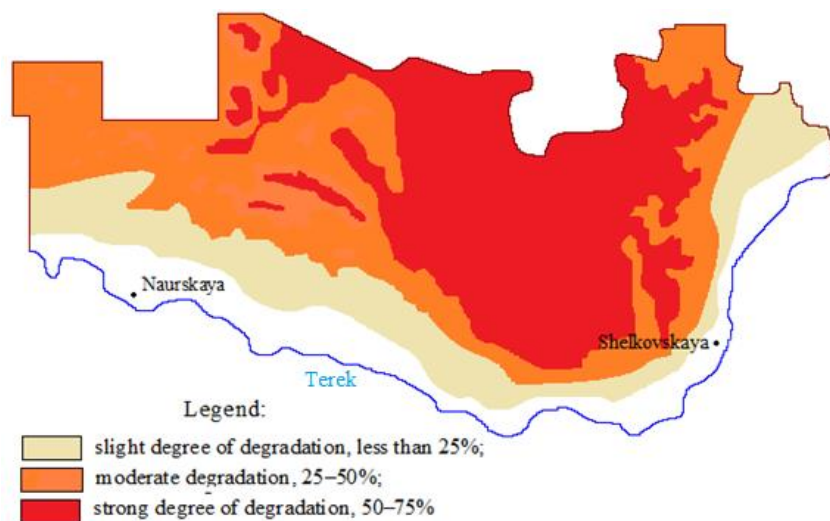 Naurskaya
Shelkovskaya
Terek
Legend:
slight degree of degradation, less than 25%;
moderate degradation, 25–50%;
strong degree of degradation, 50–75%